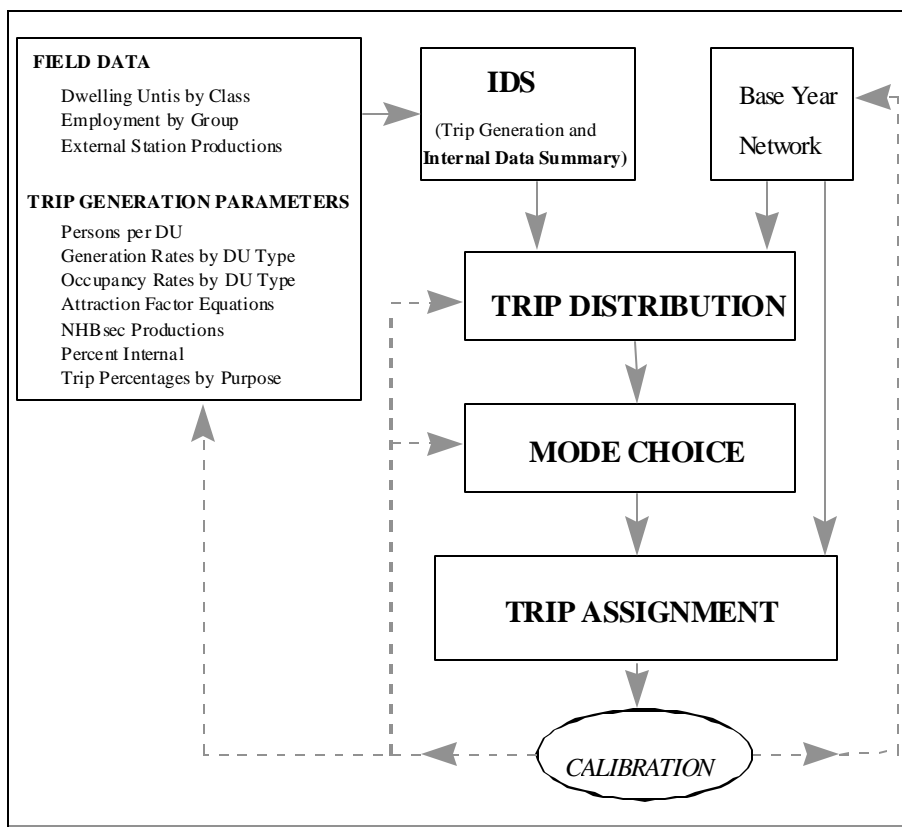 FIELD DATA
Dwelling Untis by Class
Employment by Group
External Station Productions
TRIP GENERATION PARAMETERS
Persons per DU
Generation Rates by DU Type
Occupancy Rates by DU Type
Attraction Factor Equations
NHBsec Productions
Percent Internal
Trip Percentages by Purpose
IDS
(Trip Generation and
Internal Data Summary)
Base Year
Network
TRIP DISTRIBUTION
MODE CHOICE
TRIP ASSIGNMENT
CALIBRATION